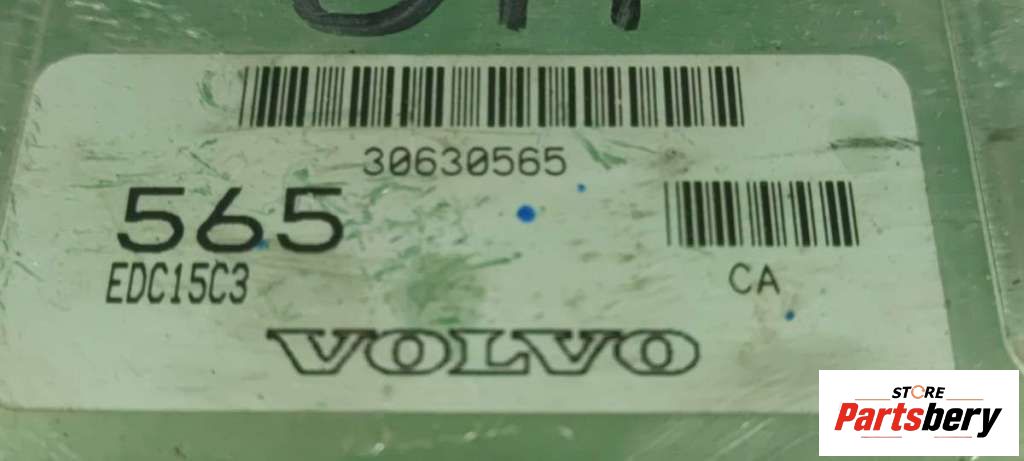 30630565
565
EDC15C3
CA
VOLVO
STORE
Partsbery